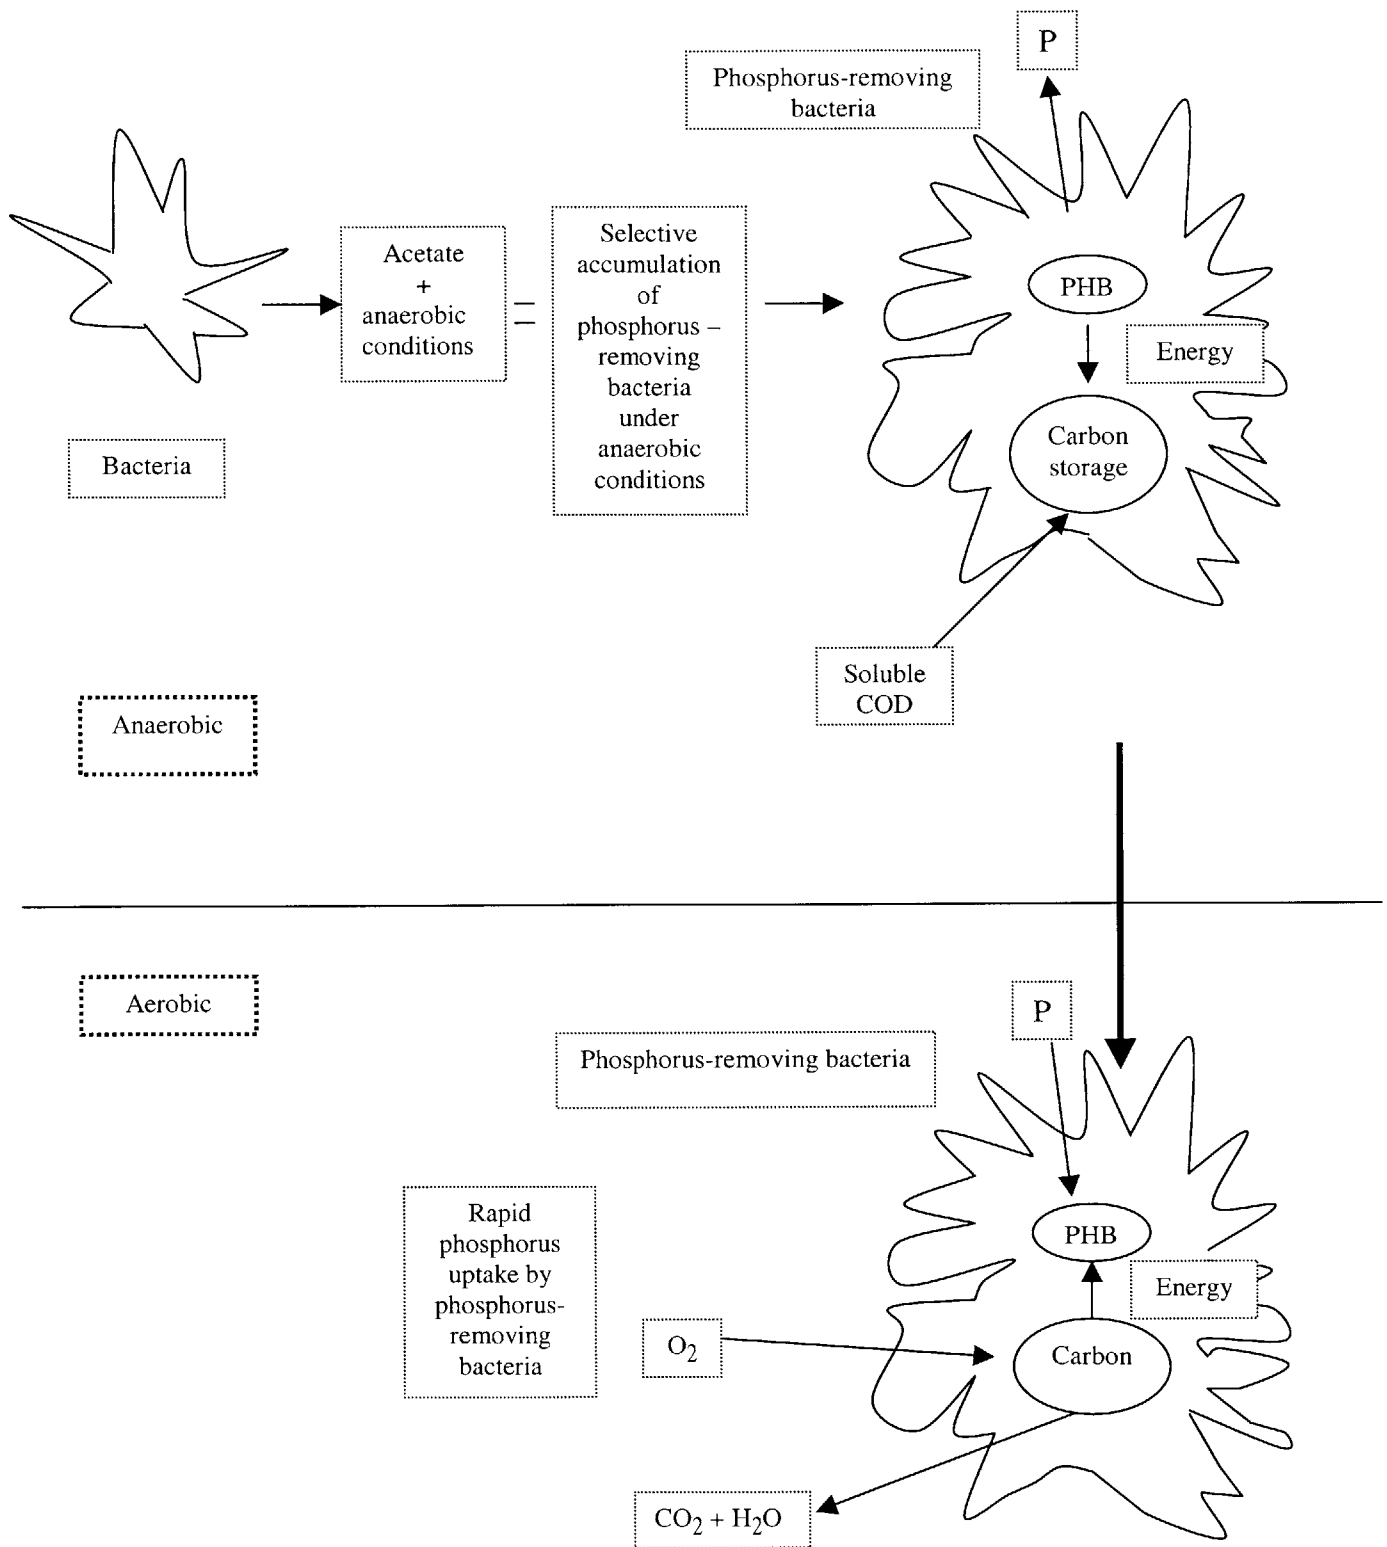 P
Phosphorus-removing
bacteria
Acetate
+
anaerobic
conditions
=
Selective
accumulation
of
phosphorus –
removing
bacteria
under
anaerobic
conditions
PHB
Energy
Carbon
storage
Bacteria
Soluble
COD
Anaerobic
Aerobic
P
Phosphorus-removing bacteria
Rapid
phosphorus
uptake by
phosphorus-
removing
bacteria
PHB
Energy
O₂
Carbon
CO₂ + H₂O